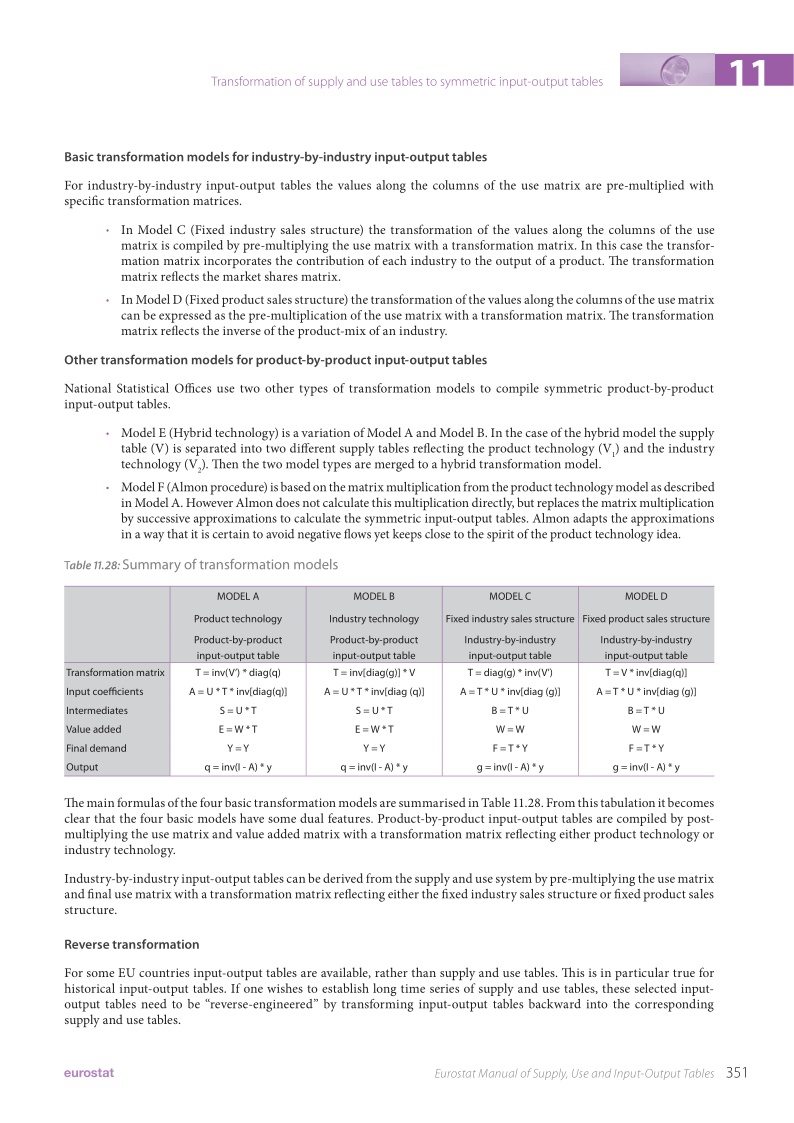 Transformation of supply and use tables to symmetric input-output tables
11
Basic transformation models for industry-by-industry input-output tables
For industry-by-industry input-output tables the values along the columns of the use matrix are pre-multiplied with
specific transformation matrices.
• In Model C (Fixed industry sales structure) the transformation of the values along the columns of the use
matrix is compiled by pre-multiplying the use matrix with a transformation matrix. In this case the transfor-
mation matrix incorporates the contribution of each industry to the output of a product. The transformation
matrix reflects the market shares matrix.
• In Model D (Fixed product sales structure) the transformation of the values along the columns of the use matrix
can be expressed as the pre-multiplication of the use matrix with a transformation matrix. The transformation
matrix reflects the inverse of the product-mix of an industry.
Other transformation models for product-by-product input-output tables
National Statistical Offices use two other types of transformation models to compile symmetric product-by-product
input-output tables.
• Model E (Hybrid technology) is a variation of Model A and Model B. In the case of the hybrid model the supply
table (V) is separated into two different supply tables reflecting the product technology (V1) and the industry
technology (V2). Then the two model types are merged to a hybrid transformation model.
• Model F (Almon procedure) is based on the matrix multiplication from the product technology model as described
in Model A. However Almon does not calculate this multiplication directly, but replaces the matrix multiplication
by successive approximations to calculate the symmetric input-output tables. Almon adapts the approximations
in a way that it is certain to avoid negative flows yet keeps close to the spirit of the product technology idea.
Table 11.28: Summary of transformation models
MODEL A MODEL B MODEL C MODEL D
Product technology Industry technology Fixed industry sales structure Fixed product sales structure
Product-by-product Product-by-product Industry-by-industry Industry-by-industry
input-output table input-output table input-output table input-output table
Transformation matrix T = inv(V') * diag(q) T = inv[diag(g)] * V T = diag(g) * inv(V') T = V * inv[diag(q)]
Input coefficients A = U * T * inv[diag(q)] A = U * T * inv[diag (q)] A = T * U * inv[diag (g)] A = T * U * inv[diag (g)]
Intermediates S = U * T S = U * T B = T * U B = T * U
Value added E = W * T E = W * T W = W W = W
Final demand Y = Y Y = Y F = T * Y F = T * Y
Output q = inv(I - A) * y q = inv(I - A) * y g = inv(I - A) * y g = inv(I - A) * y
The main formulas of the four basic transformation models are summarised in Table 11.28. From this tabulation it becomes
clear that the four basic models have some dual features. Product-by-product input-output tables are compiled by post-
multiplying the use matrix and value added matrix with a transformation matrix reflecting either product technology or
industry technology.
Industry-by-industry input-output tables can be derived from the supply and use system by pre-multiplying the use matrix
and final use matrix with a transformation matrix reflecting either the fixed industry sales structure or fixed product sales
structure.
Reverse transformation
For some EU countries input-output tables are available, rather than supply and use tables. This is in particular true for
historical input-output tables. If one wishes to establish long time series of supply and use tables, these selected input-
output tables need to be “reverse-engineered” by transforming input-output tables backward into the corresponding
supply and use tables.
eurostat
Eurostat Manual of Supply, Use and Input-Output Tables 351